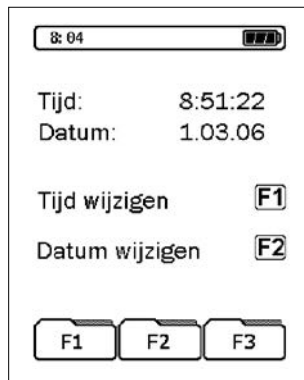 8:04
Tijd: 8:51:22
Datum: 1.03.06
Tijd wijzigen F1
Datum wijzigen F2
F1 F2 F3